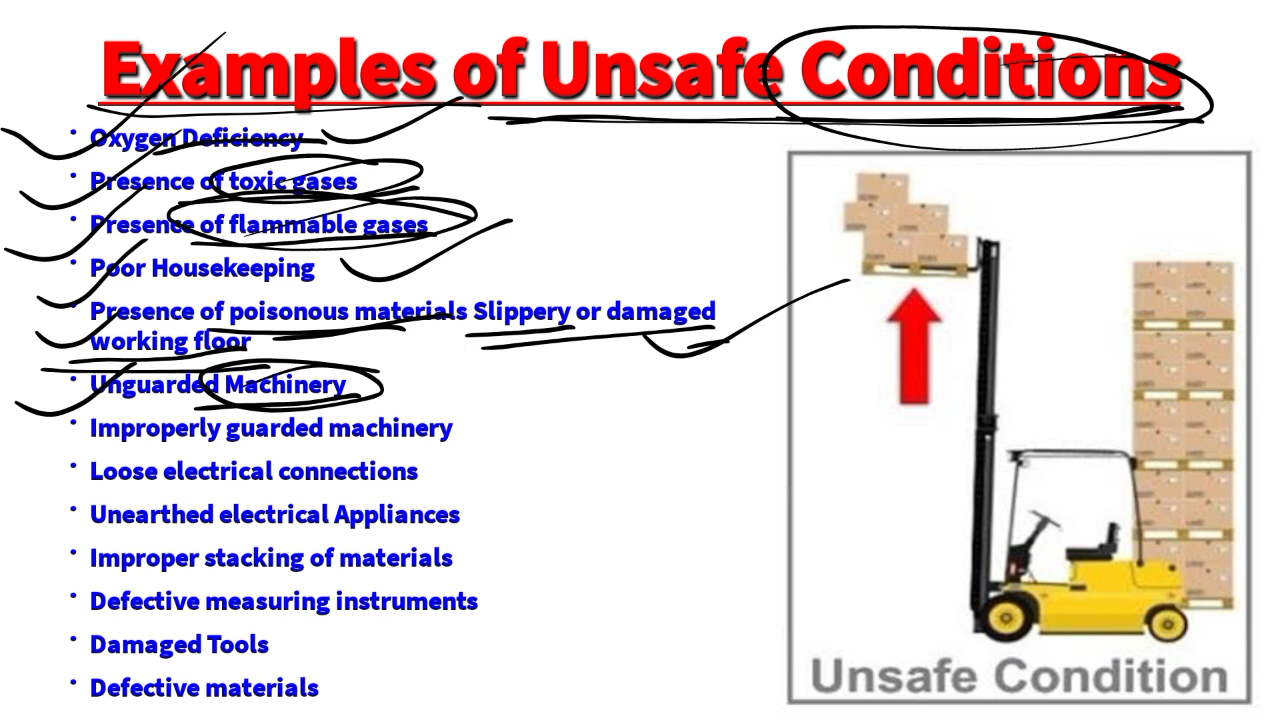 Examples of Unsafe Conditions
• Oxygen Deficiency
• Presence of toxic gases
• Presence of flammable gases
• Poor Housekeeping
• Presence of poisonous materials Slippery or damaged
working floor
• Unguarded Machinery
• Improperly guarded machinery
• Loose electrical connections
• Unearthed electrical Appliances
• Improper stacking of materials
• Defective measuring instruments
• Damaged Tools
• Defective materials
Unsafe Condition